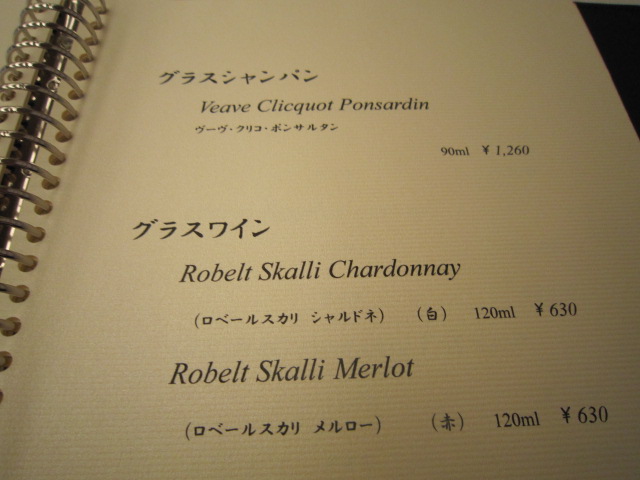 グラスシャンパン
Veave Clicquot Ponsardin
ヴーヴ・クリコ・ポンサルタン
90ml ¥1,260
グラスワイン
Robelt Skalli Chardonnay
(ロベールスカリ シャルドネ) (白) 120ml ¥630
Robelt Skalli Merlot
(ロベールスカリ メルロー) (赤) 120ml ¥630